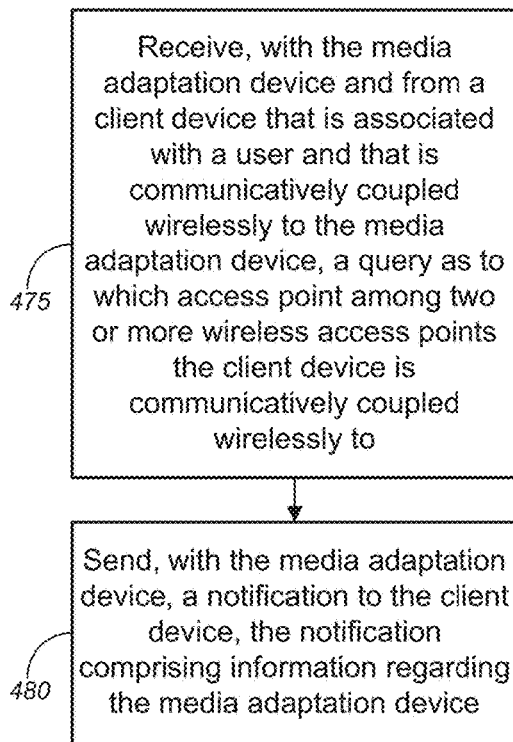 Receive, with the media
adaptation device and from a
client device that is associated
with a user and that is
communicatively coupled
wirelessly to the media
adaptation device, a query as to
which access point among two
or more wireless access points
the client device is
communicatively coupled
wirelessly to
475
Send, with the media adaptation
device, a notification to the client
device, the notification
comprising information regarding
the media adaptation device
480